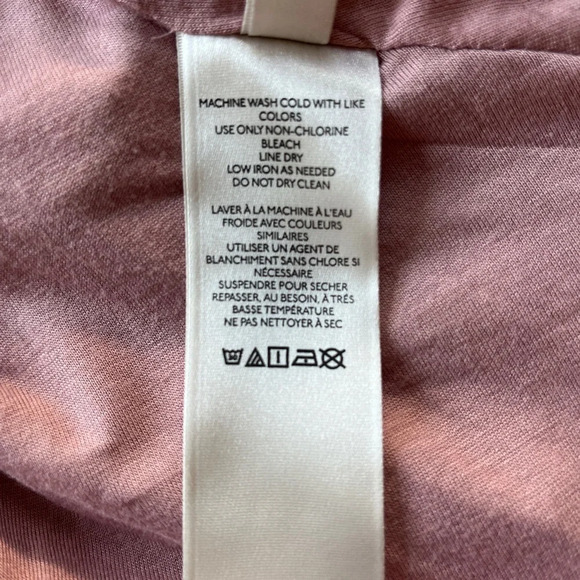 MACHINE WASH COLD WITH LIKE
COLORS
USE ONLY NON-CHLORINE
BLEACH
LINE DRY
LOW IRON AS NEEDED
DO NOT DRY CLEAN
LAVER À LA MACHINE À L'EAU
FROIDE AVEC COULEURS
SIMILAIRES
UTILISER UN AGENT DE
BLANCHIMENT SANS CHLORE SI
NÉCESSAIRE
SUSPENDRE POUR SECHER
REPASSER, AU BESOIN, À TRÉS
BASSE TEMPÉRATURE
NE PAS NETTOYER À SEC